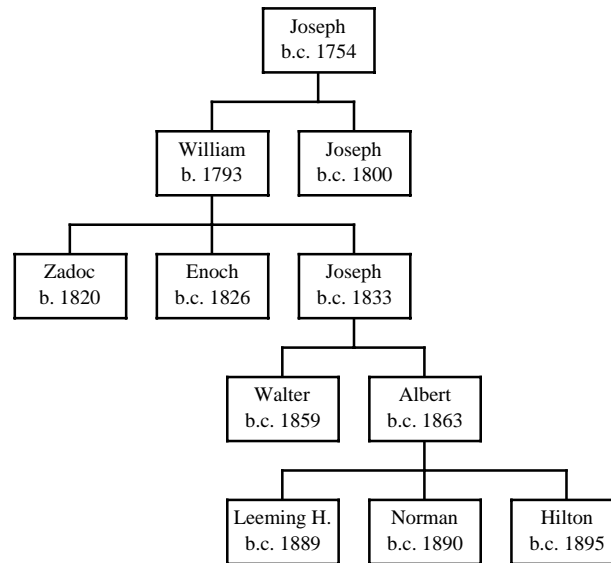 Joseph
b.c. 1754
William
b. 1793
Joseph
b.c. 1800
Zadoc
b. 1820
Enoch
b.c. 1826
Joseph
b.c. 1833
Walter
b.c. 1859
Albert
b.c. 1863
Leeming H.
b.c. 1889
Norman
b.c. 1890
Hilton
b.c. 1895